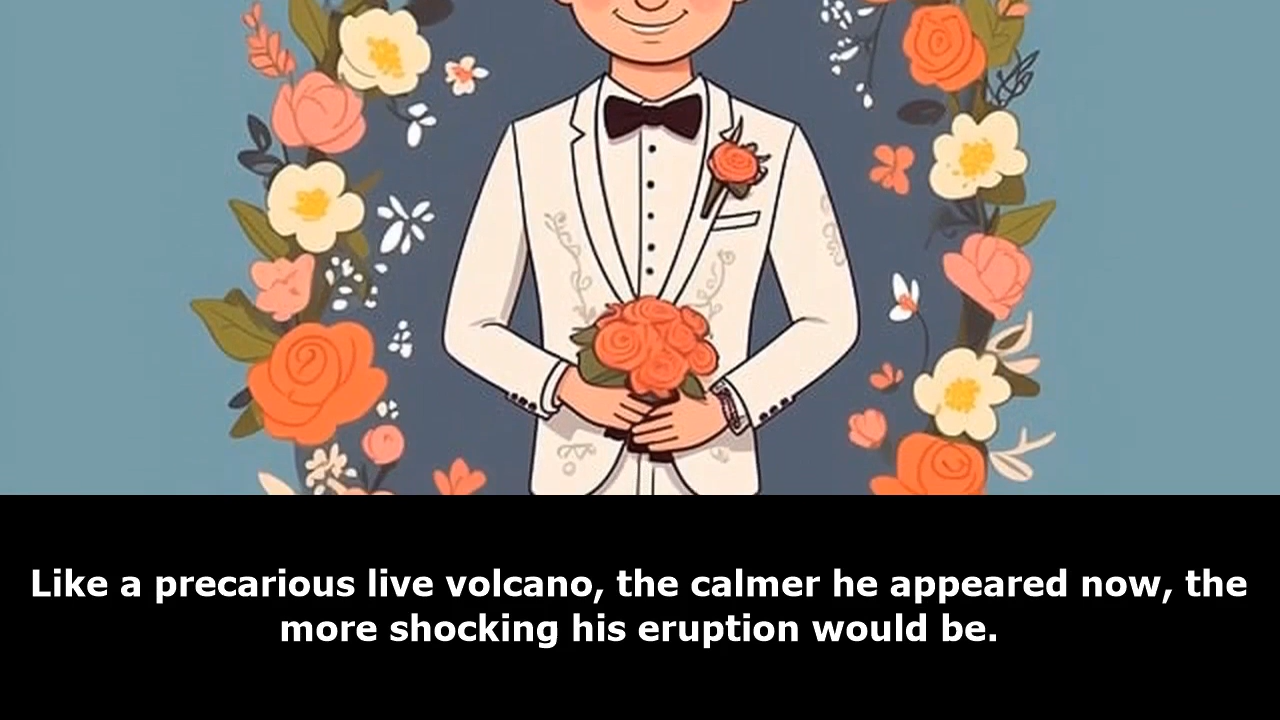 Like a precarious live volcano, the calmer he appeared now, the
more shocking his eruption would be.